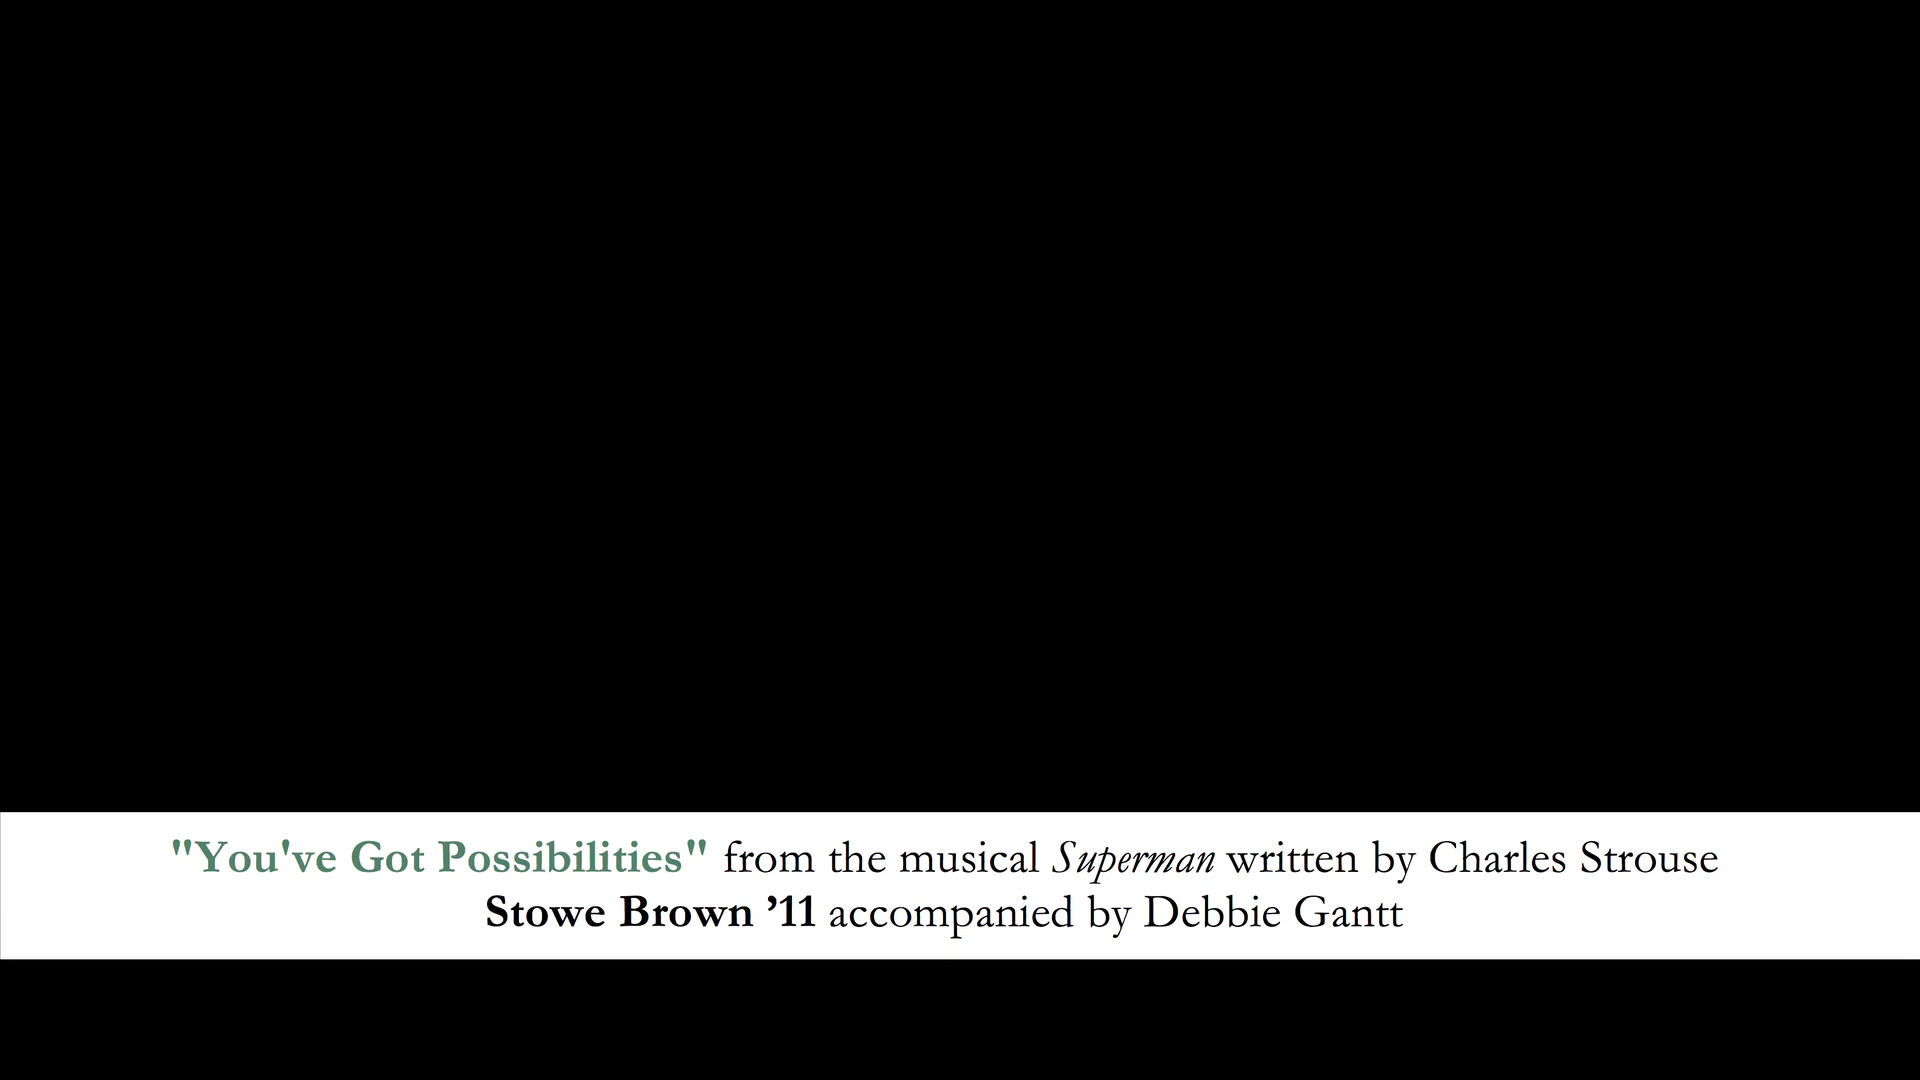 "You've Got Possibilities" from the musical Superman written by Charles Strouse
Stowe Brown ’11 accompanied by Debbie Gantt